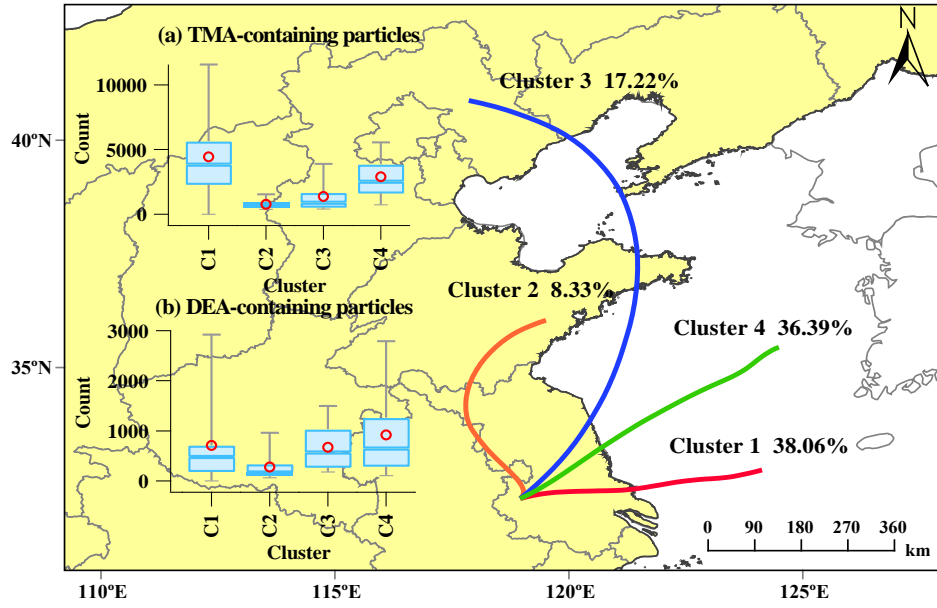 N
(a) TMA-containing particles
Cluster 3 17.22%
10000
5000
0
Count
C1
C2
C3
C4
Cluster
40ºN
Cluster 2 8.33%
(b) DEA-containing particles
3000
2000
1000
0
Count
C1
C2
C3
C4
Cluster
Cluster 4 36.39%
35ºN
Cluster 1 38.06%
0 90 180 270 360
km
110ºE 115ºE 120ºE 125ºE